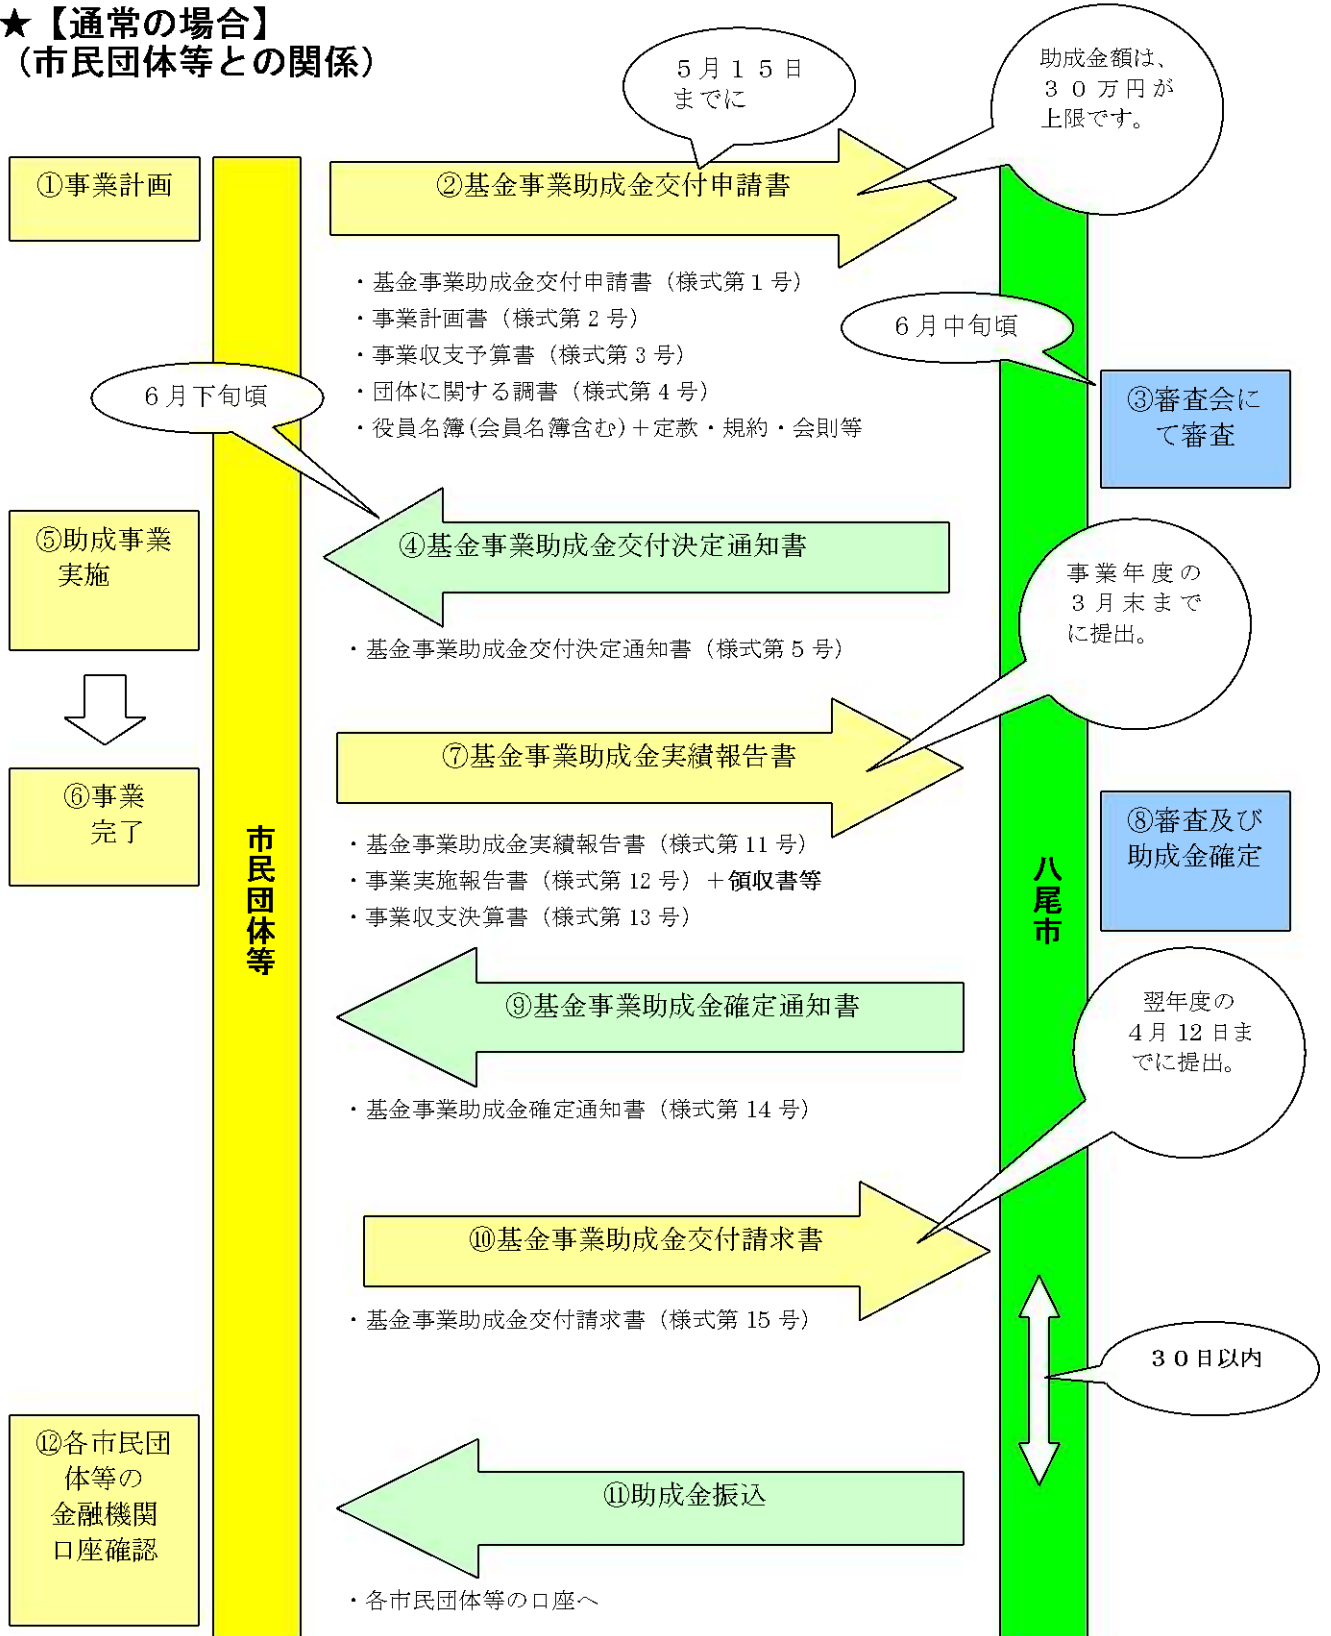 ★【通常の場合】
(市民団体等との関係)
5月15日
までに
助成金額は、
30万円が
上限です。
①事業計画
②基金事業助成金交付申請書
・基金事業助成金交付申請書（様式第1号）
・事業計画書（様式第2号）
・事業収支予算書（様式第3号）
・団体に関する調書（様式第4号）
・役員名簿(会員名簿含む)＋定款・規約・会則等
6月中旬頃
③審査会に
て審査
6月下旬頃
④基金事業助成金交付決定通知書
・基金事業助成金交付決定通知書（様式第5号）
⑤助成事業
実施
⑥事業
完了
事業年度の
3月末まで
に提出。
⑦基金事業助成金実績報告書
・基金事業助成金実績報告書（様式第11号）
・事業実施報告書（様式第12号）＋領収書等
・事業収支決算書（様式第13号）
市民団体等
八尾市
⑧審査及び
助成金確定
⑨基金事業助成金確定通知書
・基金事業助成金確定通知書（様式第14号）
翌年度の
4月12日ま
でに提出。
⑩基金事業助成金交付請求書
・基金事業助成金交付請求書（様式第15号）
30日以内
⑪助成金振込
・各市民団体等の口座へ
⑫各市民団
体等の
金融機関
口座確認